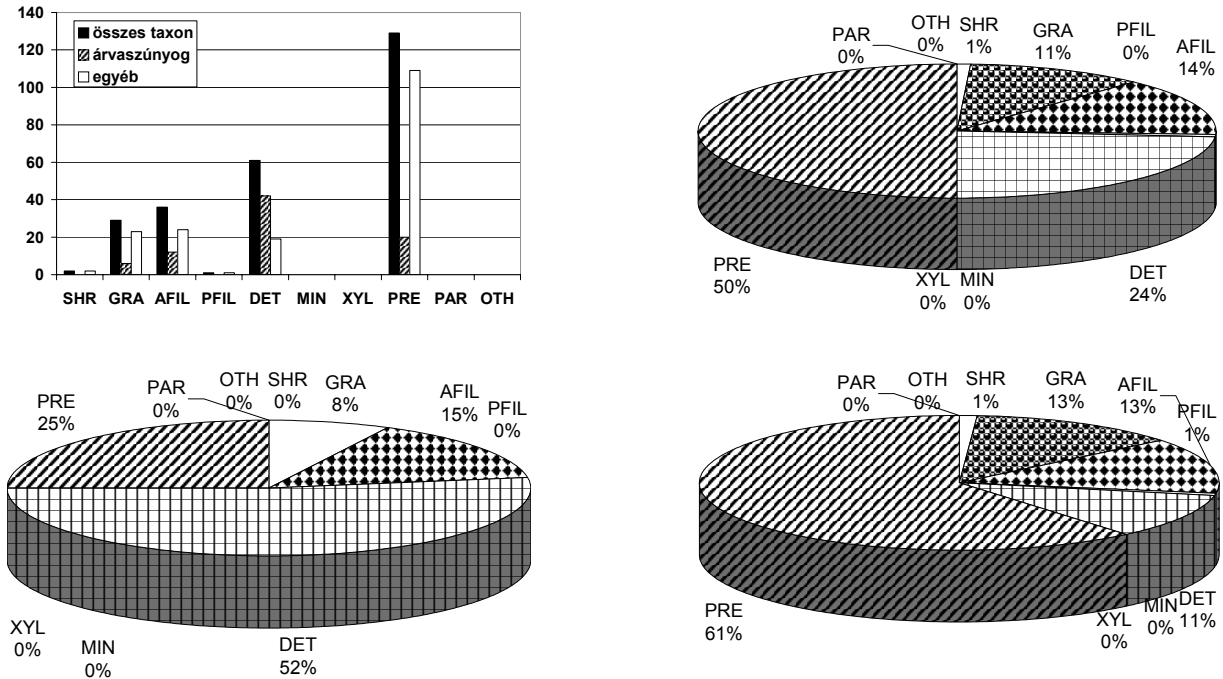 140
120
100
80
60
40
20
0
összes taxon
árvaszúnyog
egyéb
SHR GRA AFIL PFIL DET MIN XYL PRE PAR OTH
PAR
0%
OTH
0%
SHR
1%
GRA
11%
PFIL
0%
AFIL
14%
PRE
50%
XYL
0%
MIN
0%
DET
24%
PRE
25%
PAR
0%
OTH
0%
SHR
0%
GRA
8%
AFIL
15%
PFIL
0%
XYL
0%
MIN
0%
DET
52%
PAR
0%
OTH
0%
SHR
1%
GRA
13%
AFIL
13%
PFIL
1%
PRE
61%
XYL
0%
MIN
0%
DET
11%